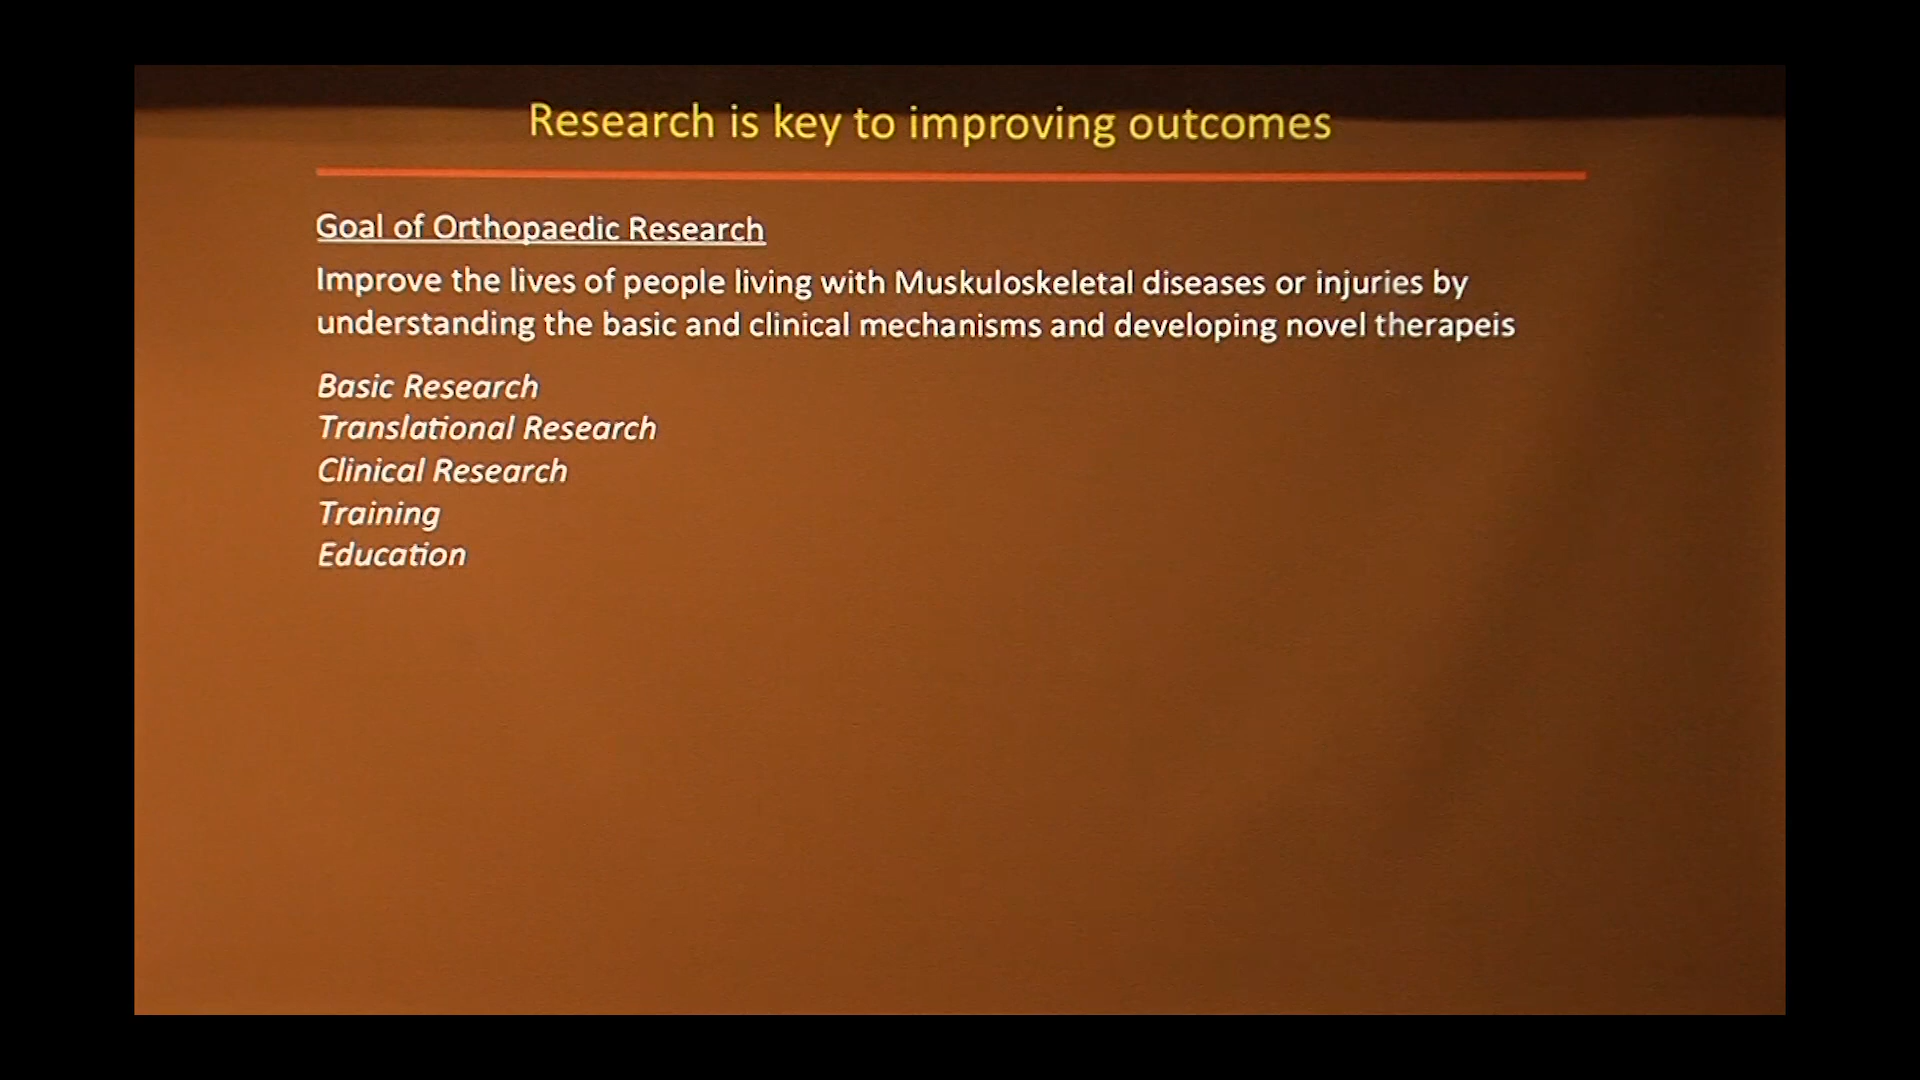 Research is key to improving outcomes
Goal of Orthopaedic Research
Improve the lives of people living with Muskuloskeletal diseases or injuries by
understanding the basic and clinical mechanisms and developing novel therapeis
Basic Research
Translational Research
Clinical Research
Training
Education